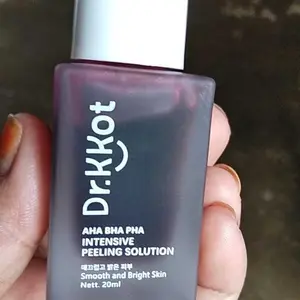 Dr.KKot
AHA BHA PHA
INTENSIVE
PEELING SOLUTION
매끄럽고 밝은 피부
Smooth and Bright Skin
Nett. 20ml